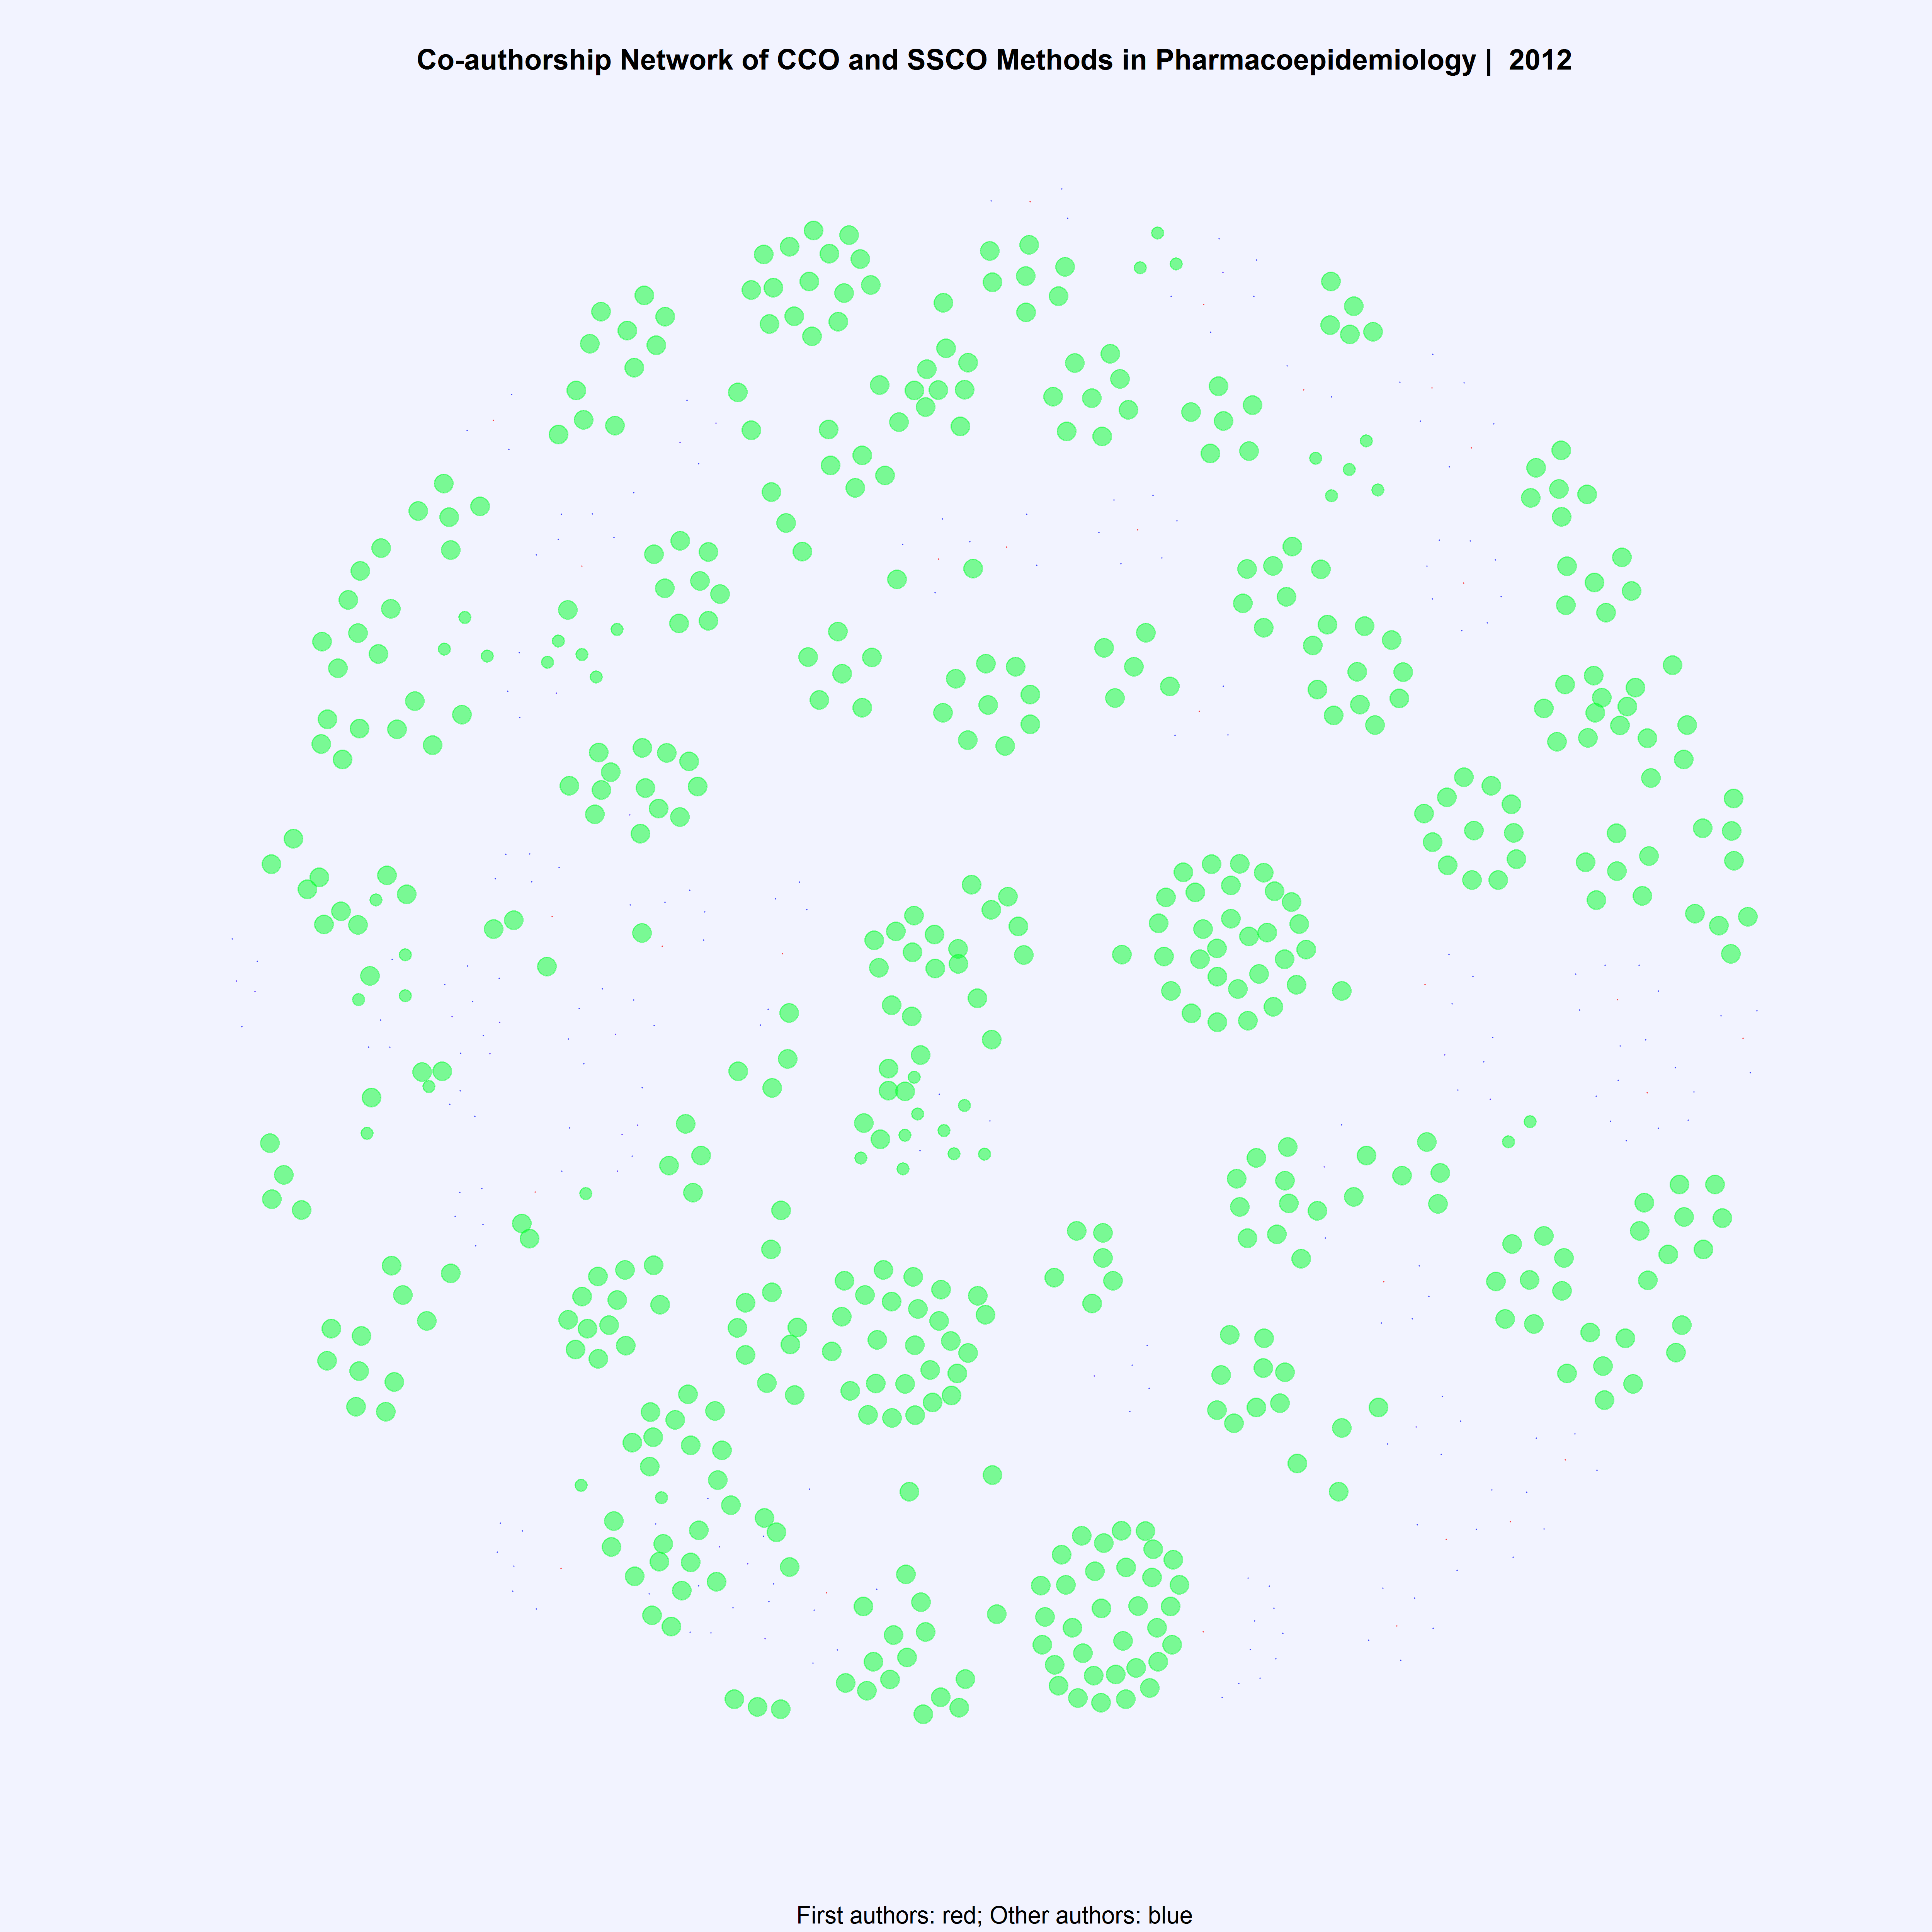 Co-authorship Network of CCO and SSCO Methods in Pharmacoepidemiology |  2012
First authors: red; Other authors: blue